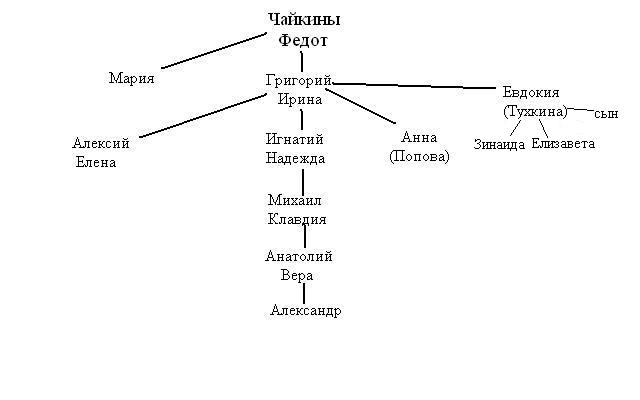 Чайкины
Федот
Мария
Григорий
Ирина
Евдокия
(Тухкина)
сын
Зинаида
Елизавета
Алексий
Елена
Игнатий
Надежда
Анна
(Попова)
Михаил
Клавдия
Анатолий
Вера
Александр